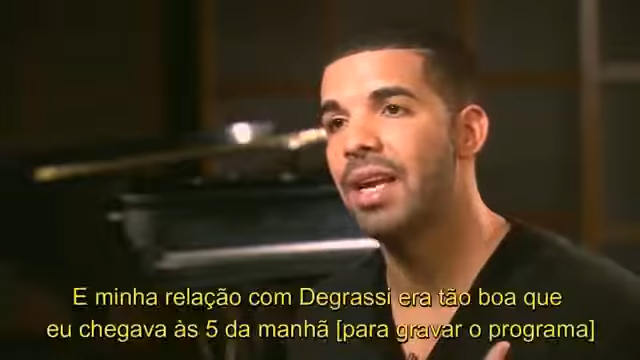 E minha relação com Degrassi era tão boa que
eu chegava às 5 da manhã [para gravar o programa]